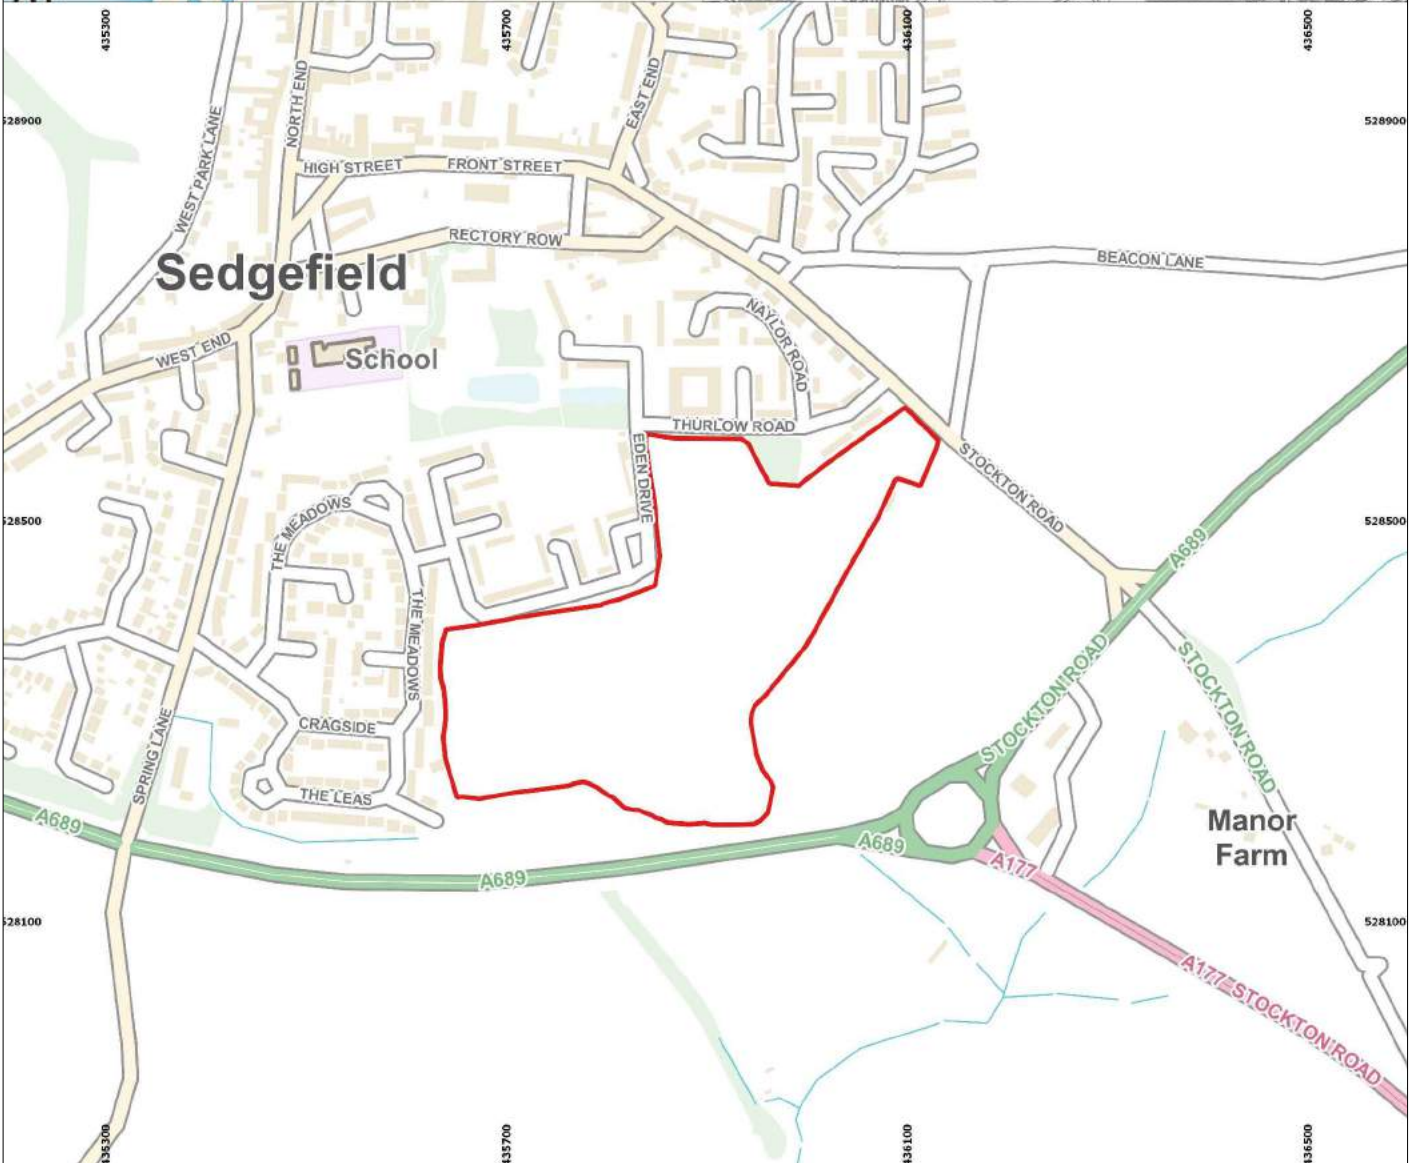 435300
435700
436100
436500
528900
528900
NORTH END
EAST END
WEST PARK LANE
HIGH STREET
FRONT STREET
RECTORY ROW
BEACON LANE
Sedgefield
NAYLOR ROAD
WEST END
School
THURLOW ROAD
EDEN DRIVE
STOCKTON ROAD
THE MEADOWS
528500
528500
A689
THE MEADOWS
STOCKTON ROAD
STOCKTON ROAD
STOCKTON ROAD
CRAGSIDE
SPRING LANE
THE LEAS
A689
A689
Manor
Farm
A177
A689
528100
528100
A177 STOCKTON ROAD
435300
435700
436100
436500